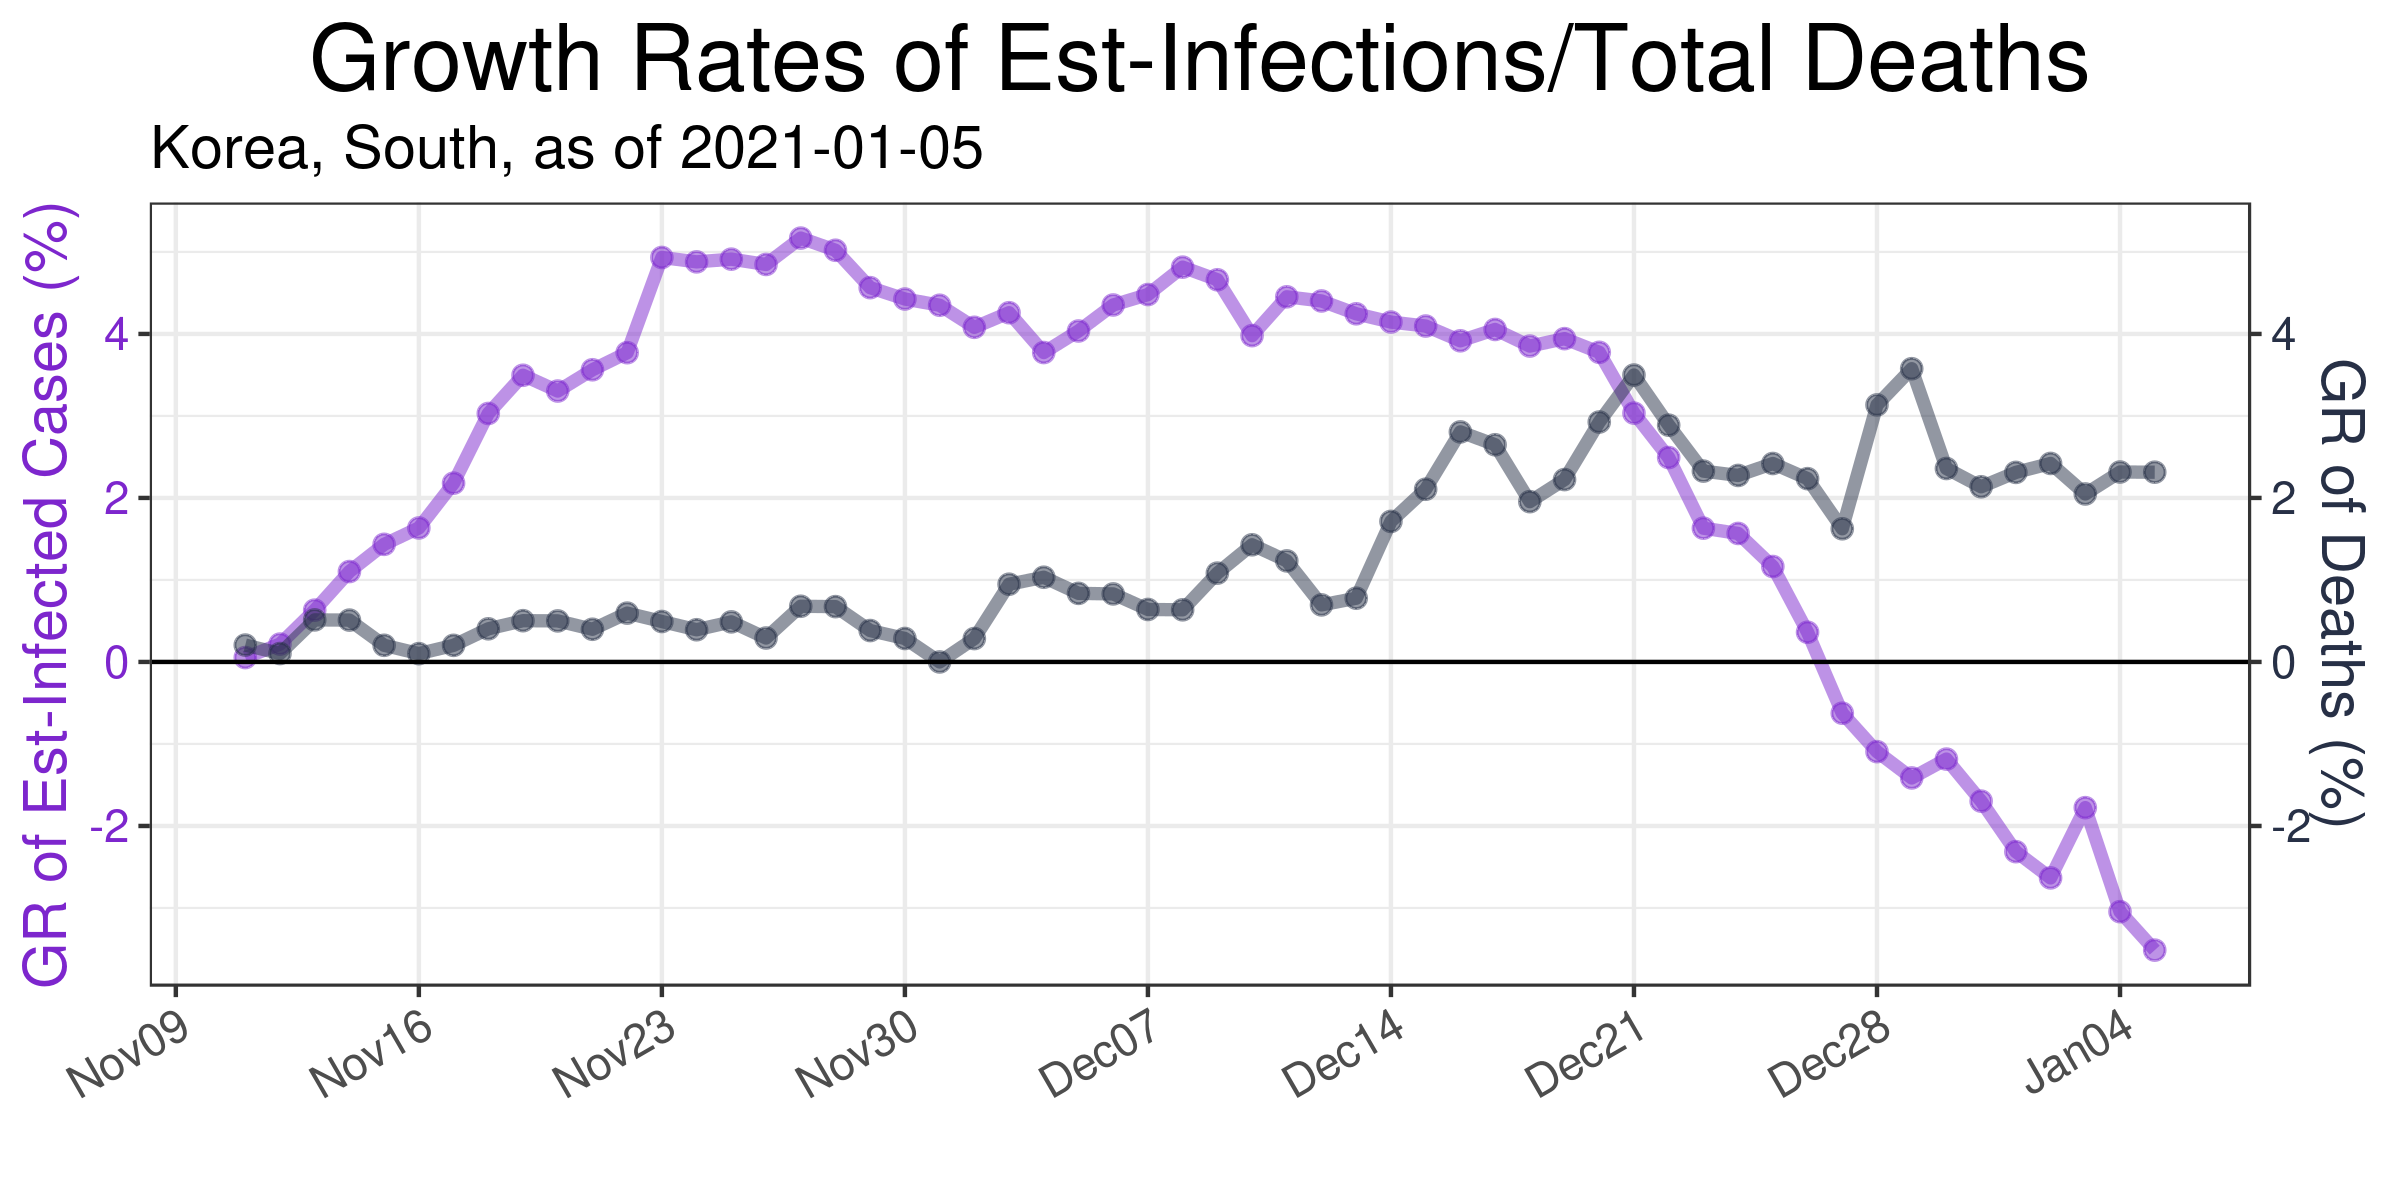 Growth Rates of Est-Infections/Total Deaths
Korea, South, as of 2021-01-05
GR of Est-Infected Cases (%)
4
2
0
-2
4
2
0
-2
GR of Deaths (%)
Nov09
Nov16
Nov23
Nov30
Dec07
Dec14
Dec21
Dec28
Jan04